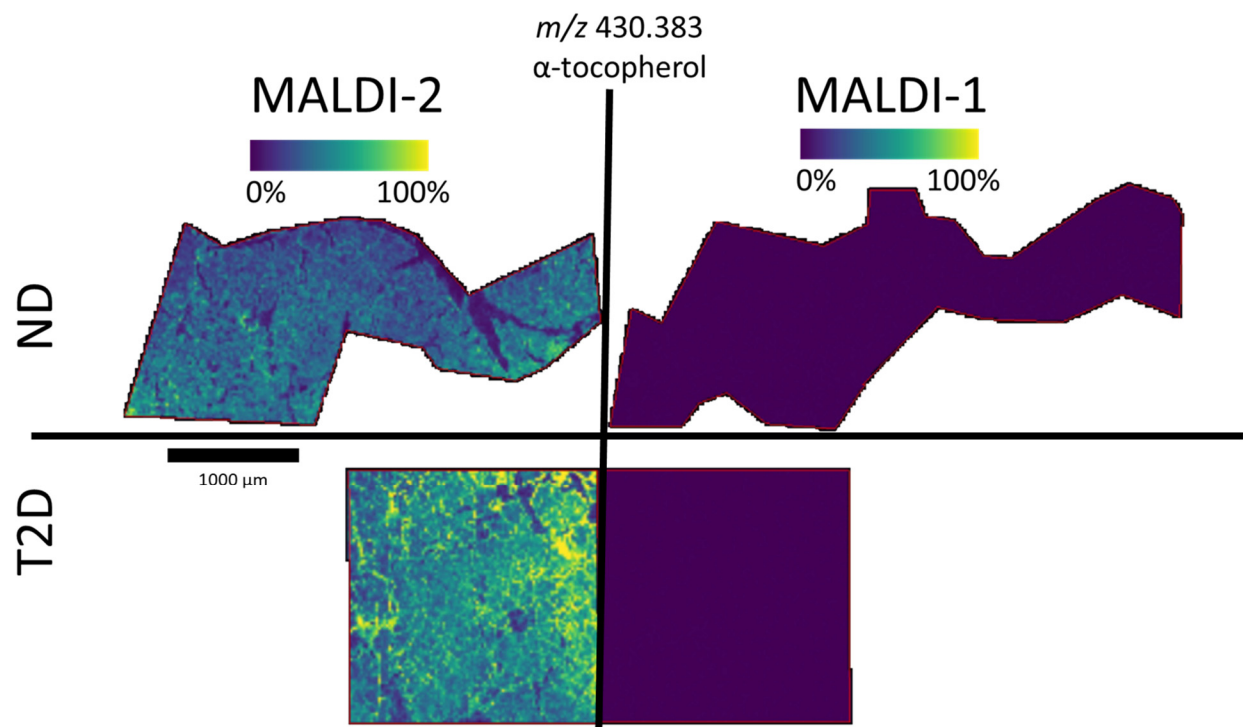 m/z 430.383
α-tocopherol
MALDI-2
MALDI-1
0% 100%
0% 100%
ND
1000 µm
T2D